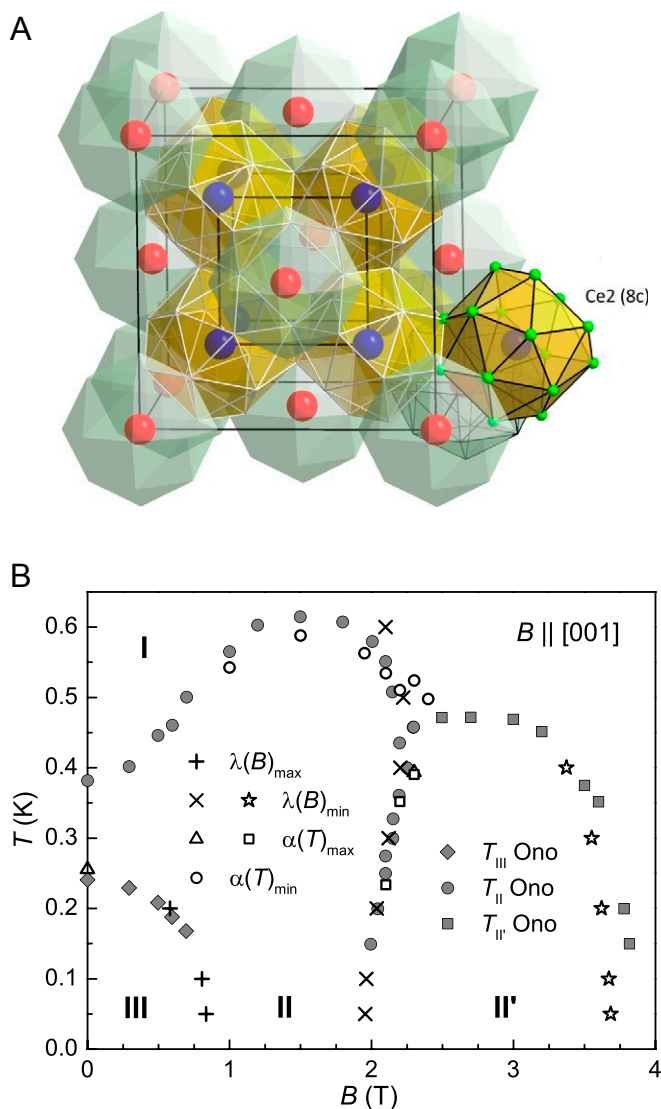 A
Ce2 (8c)
B
B || [001]
I
λ(B)max
λ(B)min
α(T)max
α(T)min
TIII Ono
TII Ono
TII' Ono
III
II
II'
T (K)
0.6
0.5
0.4
0.3
0.2
0.1
0.0
0
1
2
3
4
B (T)